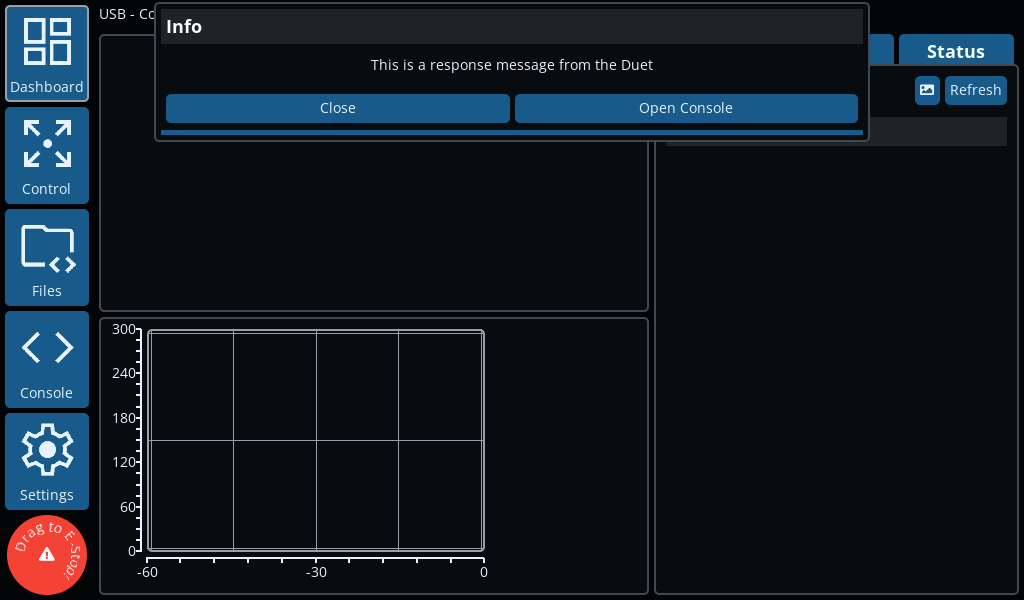 Dashboard
Control
Files
Console
Settings
Drag to E-Stop!
USB - Co
Info
This is a response message from the Duet
Close
Open Console
Status
Refresh
300
240
180
120
60
0
-60
-30
0